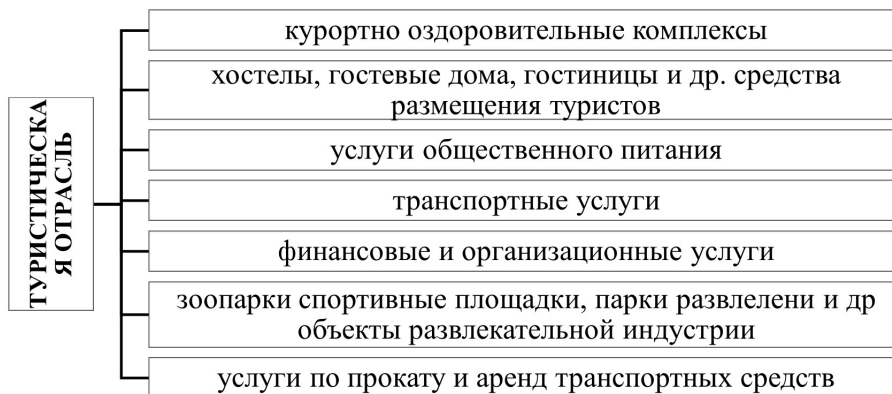 ТУРИСТИЧЕСКА
Я ОТРАСЛЬ
курортно оздоровительные комплексы
хостелы, гостевые дома, гостиницы и др. средства
размещения туристов
услуги общественного питания
транспортные услуги
финансовые и организационные услуги
зоопарки спортивные площадки, парки развлелени и др
объекты развлекательной индустрии
услуги по прокату и аренд транспортных средств